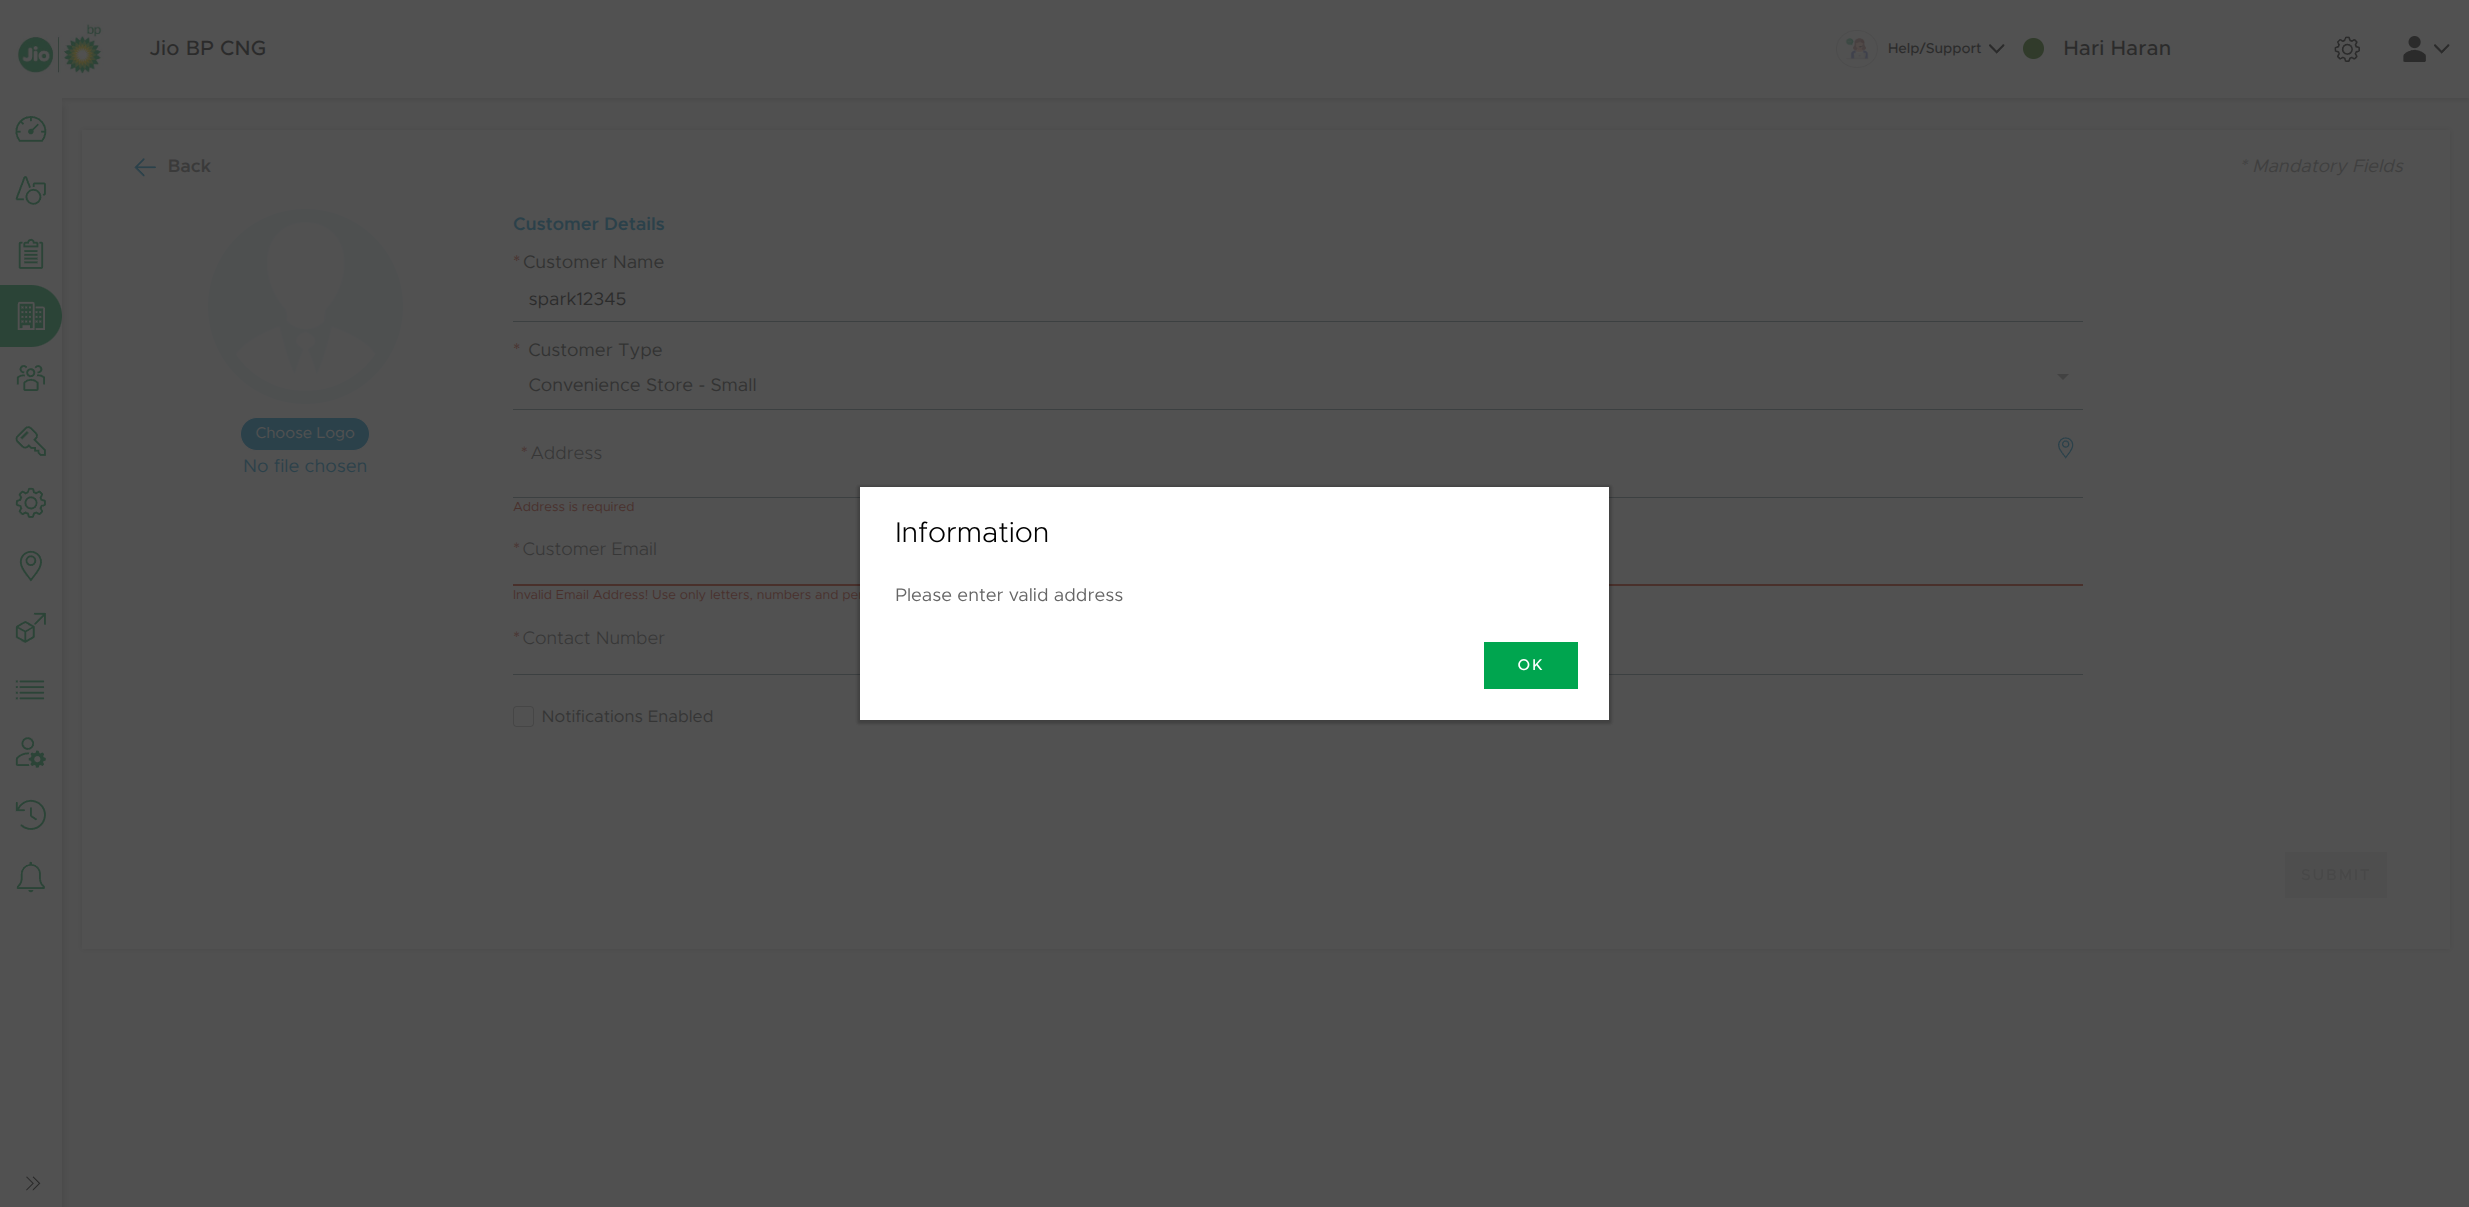 Jio
bp
Jio BP CNG
Help/Support
Hari Haran
Back
* Mandatory Fields
Customer Details
* Customer Name
spark12345
* Customer Type
Convenience Store - Small
Choose Logo
No file chosen
* Address
Address is required
* Customer Email
Invalid Email Address! Use only letters, numbers and
* Contact Number
Notifications Enabled
Information
Please enter valid address
OK
SUBMIT